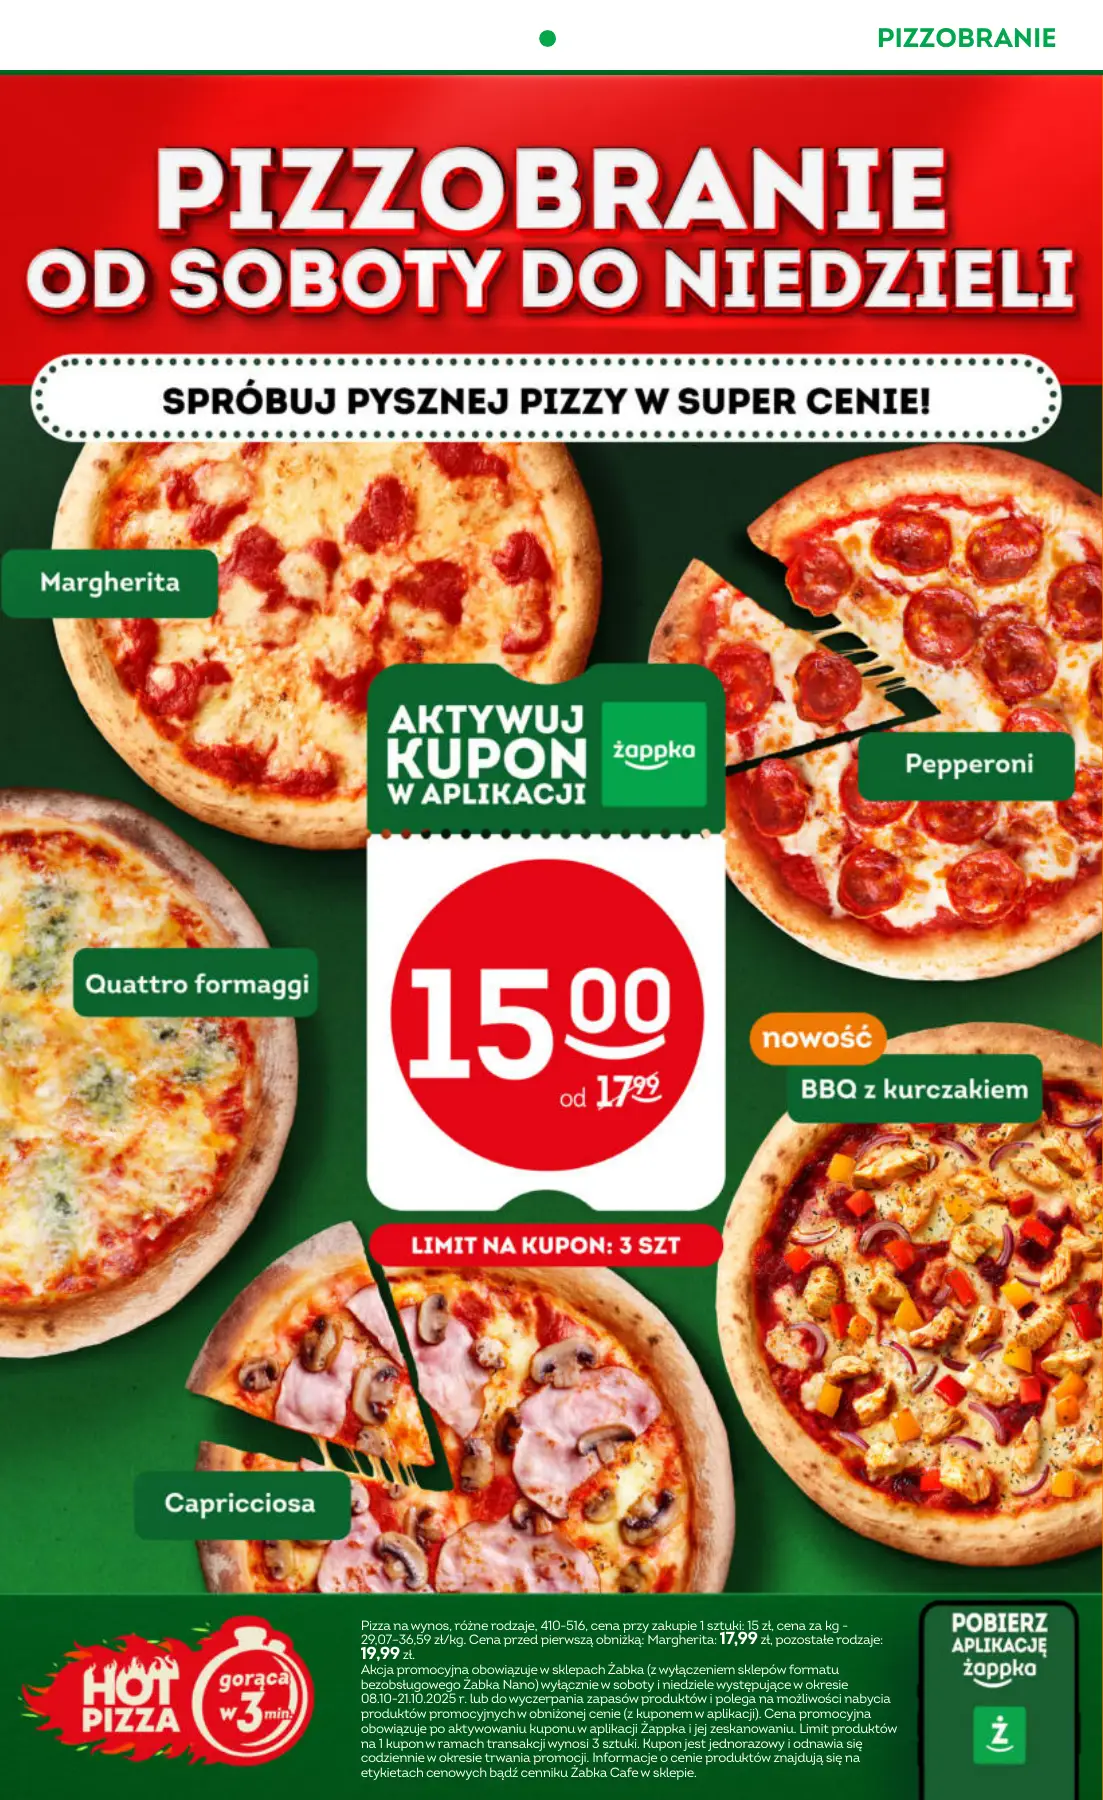 PIZZOBRANIE
PIZZOBRANIE
OD SOBOTY DO NIEDZIELI
SPRÓBUJ PYSZNEJ PIZZY W SUPER CENIE!
Margherita
AKTYWUJ
KUPON
W APLIKACJI
żappka
Pepperoni
Quattro formaggi
15 00
od 17 99
nowość
BBQ z kurczakiem
LIMIT NA KUPON: 3 SZT
Capricciosa
HOT
PIZZA
gorąca
w 3 min.
Pizza na wynos, różne rodzaje, 410-516, cena przy zakupie 1 sztuki: 15 zł, cena za kg -
29,07-36,59 zł/kg. Cena przed pierwszą obniżką: Margherita: 17,99 zł, pozostałe rodzaje:
19,99 zł.
Akcja promocyjna obowiązuje w sklepach Żabka (z wyłączeniem sklepów formatu
bezobsługowego Żabka Nano) wyłącznie w soboty i niedziele występujące w okresie
08.10-21.10.2025 r. lub do wyczerpania zapasów produktów i polega na możliwości nabycia
produktów promocyjnych w obniżonej cenie (z kuponem w aplikacji). Cena promocyjna
obowiązuje po aktywowaniu kuponu w aplikacji Żappka i jej zeskanowaniu. Limit produktów
na 1 kupon w ramach transakcji wynosi 3 sztuki. Kupon jest jednorazowy i odnawia się
codziennie w okresie trwania promocji. Informacje o cenie produktów znajdują się na
etykietach cenowych bądź cenniku Żabka Cafe w sklepie.
POBIERZ
APLIKACJĘ
żappka
Ż